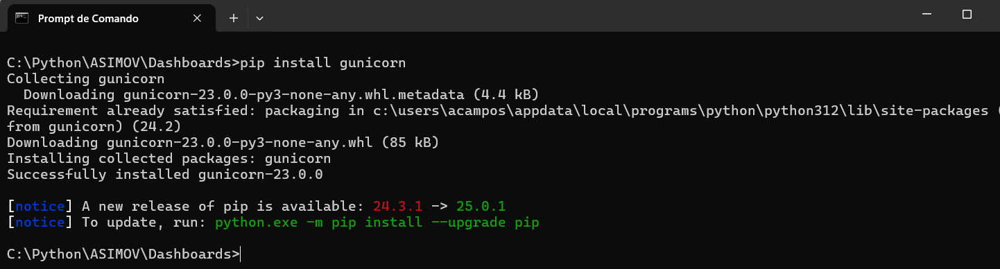 Prompt de Comando
C:\Python\ASIMOV\Dashboards>pip install gunicorn
Collecting gunicorn
  Downloading gunicorn-23.0.0-py3-none-any.whl.metadata (4.4 kB)
Requirement already satisfied: packaging in c:\users\acampos\appdata\local\programs\python\python312\lib\site-packages (
from gunicorn) (24.2)
Downloading gunicorn-23.0.0-py3-none-any.whl (85 kB)
Installing collected packages: gunicorn
Successfully installed gunicorn-23.0.0
[notice] A new release of pip is available: 24.3.1 -> 25.0.1
[notice] To update, run: python.exe -m pip install --upgrade pip
C:\Python\ASIMOV\Dashboards>